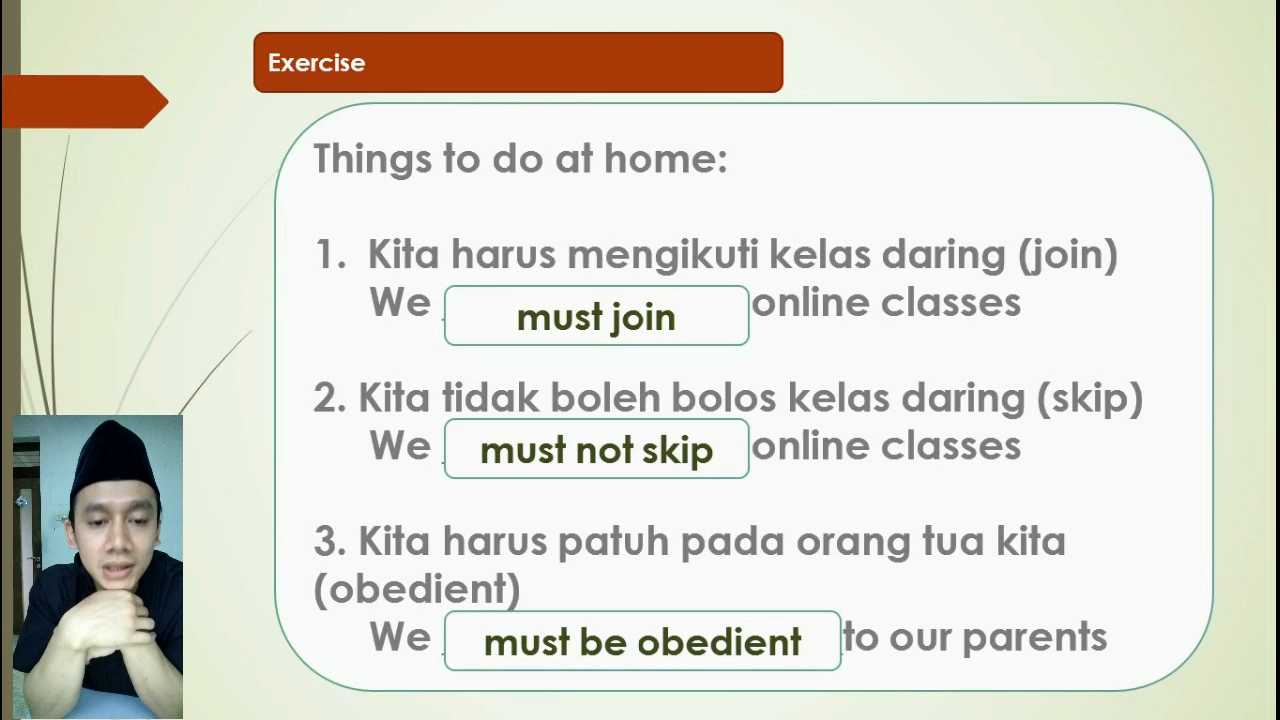 Exercise
Things to do at home:
1. Kita harus mengikuti kelas daring (join)
We must join online classes
2. Kita tidak boleh bolos kelas daring (skip)
We must not skip online classes
3. Kita harus patuh pada orang tua kita
(obedient)
We must be obedient to our parents